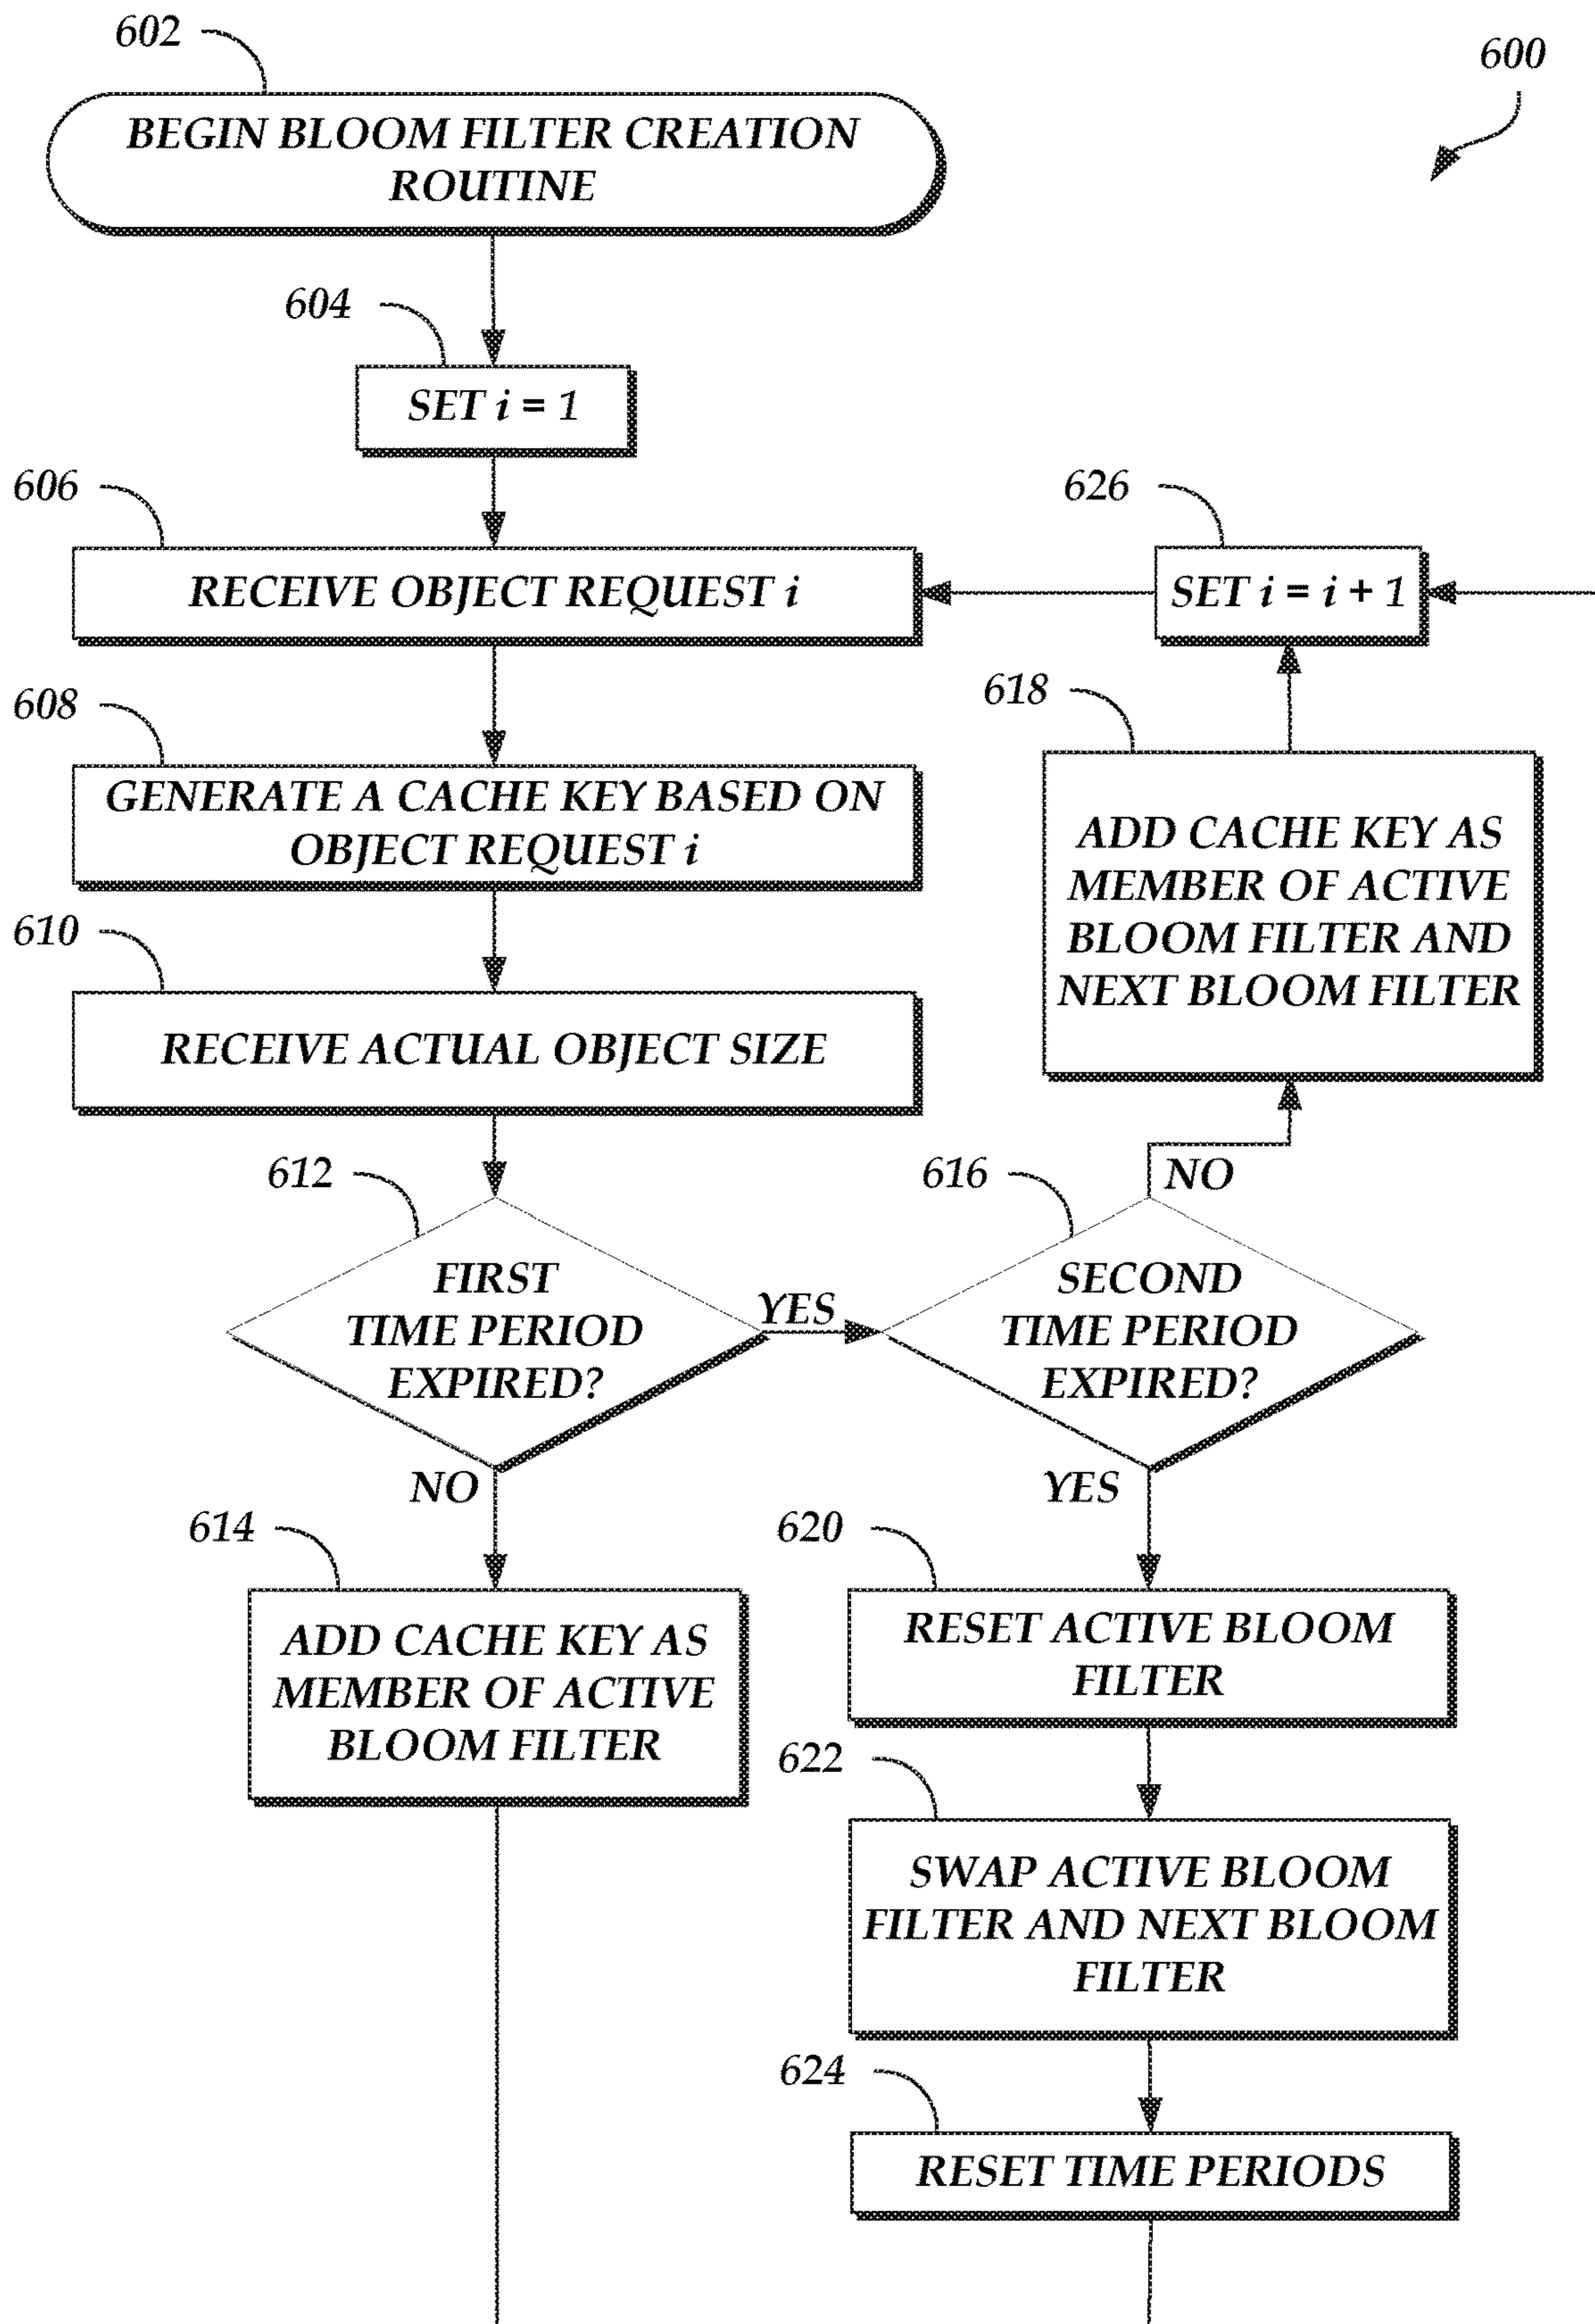 602
600
BEGIN BLOOM FILTER CREATION
ROUTINE
604
SET i = 1
606
RECEIVE OBJECT REQUEST i
626
SET i = i + 1
608
GENERATE A CACHE KEY BASED ON
OBJECT REQUEST i
618
ADD CACHE KEY AS
MEMBER OF ACTIVE
BLOOM FILTER AND
NEXT BLOOM FILTER
610
RECEIVE ACTUAL OBJECT SIZE
612
FIRST
TIME PERIOD
EXPIRED?
YES
NO
616
NO
SECOND
TIME PERIOD
EXPIRED?
YES
614
ADD CACHE KEY AS
MEMBER OF ACTIVE
BLOOM FILTER
620
RESET ACTIVE BLOOM
FILTER
622
SWAP ACTIVE BLOOM
FILTER AND NEXT BLOOM
FILTER
624
RESET TIME PERIODS